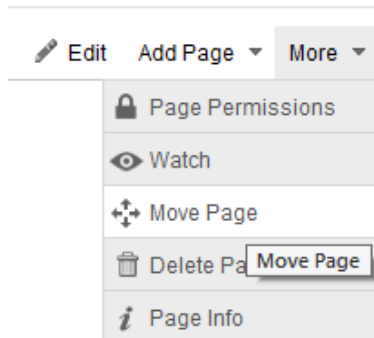 Edit Add Page More
Page Permissions
Watch
Move Page
Delete Pa Move Page
Page Info